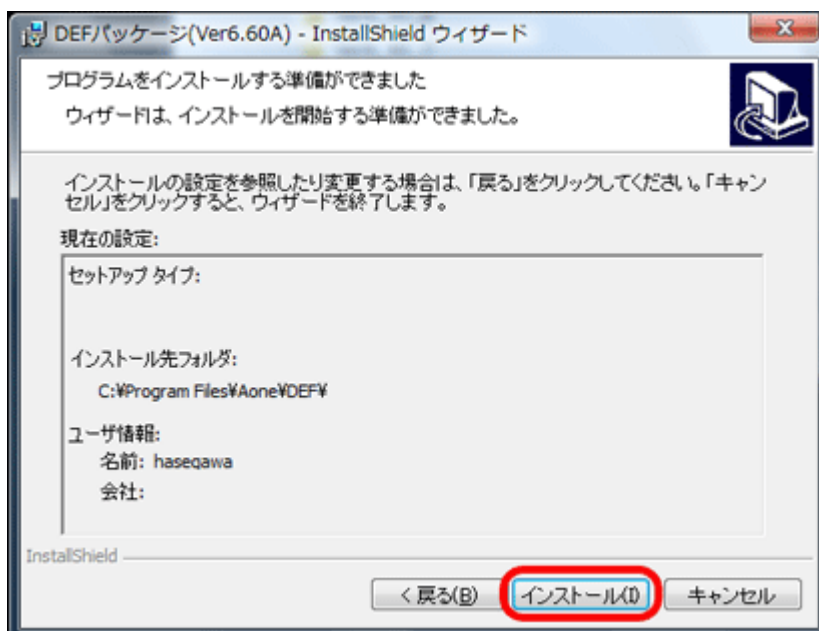 DEFパッケージ(Ver6.60A) - InstallShield ウィザード
プログラムをインストールする準備ができました
ウィザードは、インストールを開始する準備ができました。
インストールの設定を参照したり変更する場合は、「戻る」をクリックしてください。「キャン
セル」をクリックすると、ウィザードを終了します。
現在の設定:
セットアップ タイプ:
インストール先フォルダ:
C:¥Program Files¥Aone¥DEF¥
ユーザ情報:
名前: hasegawa
会社:
InstallShield
< 戻る(B) インストール(I) キャンセル